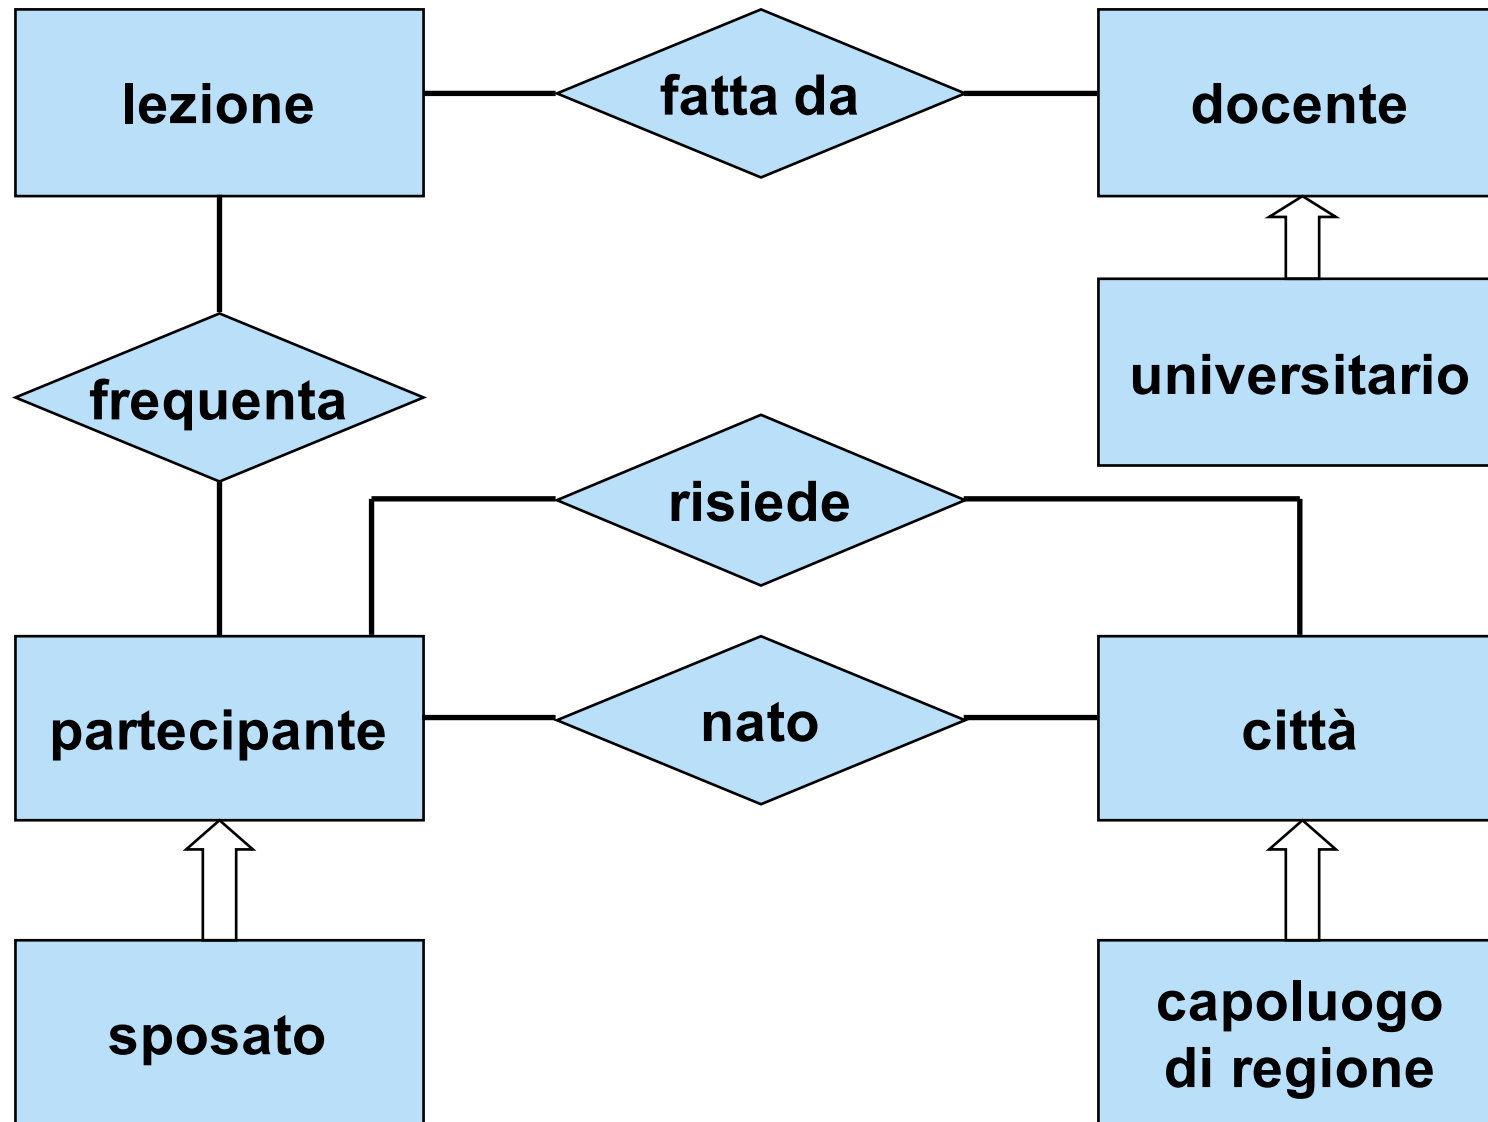 lezione
fatta da
docente
universitario
frequenta
risiede
partecipante
nato
città
sposato
capoluogo
di regione